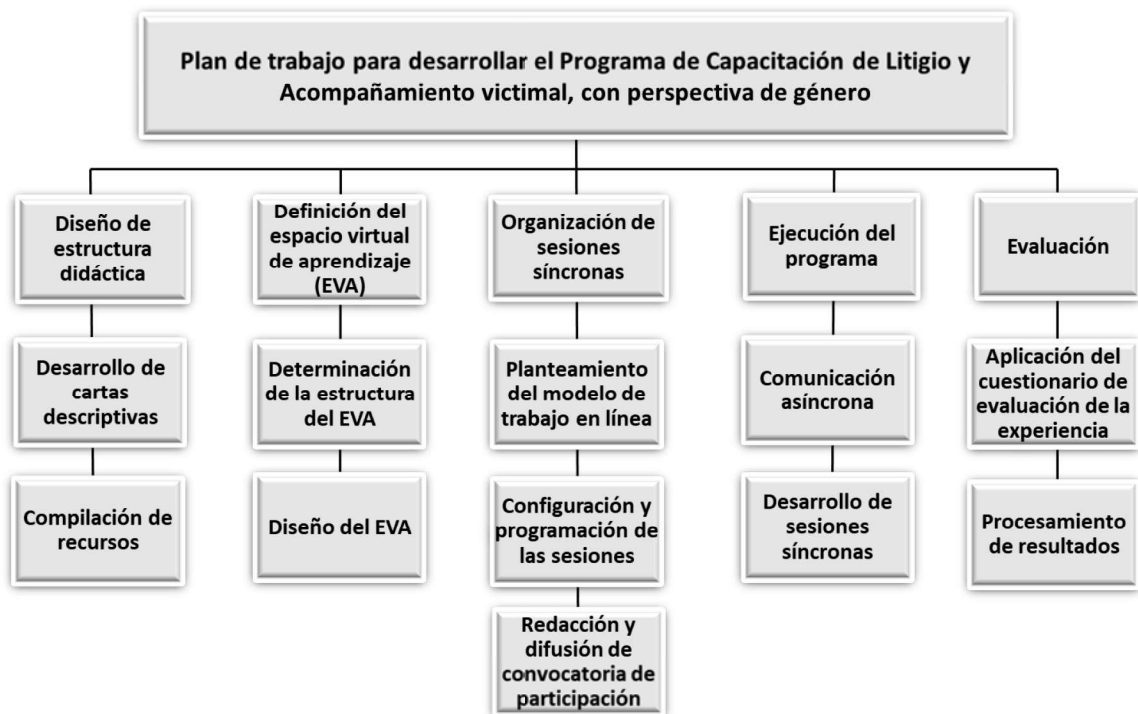 Plan de trabajo para desarrollar el Programa de Capacitación de Litigio y
Acompañamiento victimal, con perspectiva de género
Diseño de
estructura
didáctica
Definición del
espacio virtual
de aprendizaje
(EVA)
Organización de
sesiones
síncronas
Ejecución del
programa
Evaluación
Desarrollo de
cartas
descriptivas
Determinación
de la estructura
del EVA
Planteamiento
del modelo de
trabajo en línea
Comunicación
asíncrona
Aplicación del
cuestionario de
evaluación de la
experiencia
Compilación de
recursos
Diseño del EVA
Configuración y
programación de
las sesiones
Desarrollo de
sesiones
síncronas
Procesamiento
de resultados
Redacción y
difusión de
convocatoria de
participación